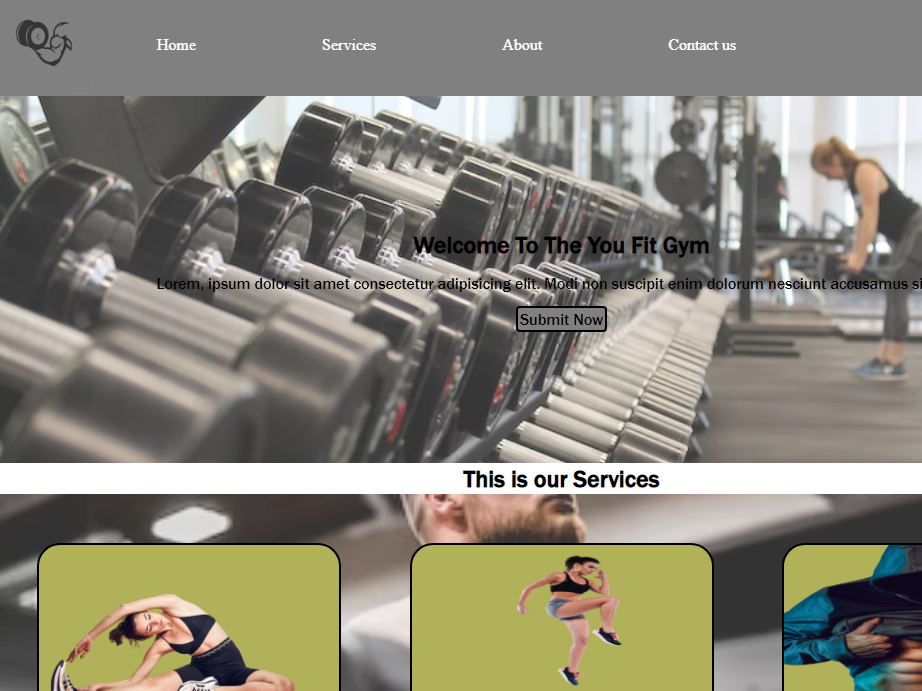 Home Services About Contact us
Welcome To The You Fit Gym
Lorem, ipsum dolor sit amet consectetur adipisicing elit. Modi non suscipit enim dolorum nesciunt accusamus si
Submit Now
This is our Services